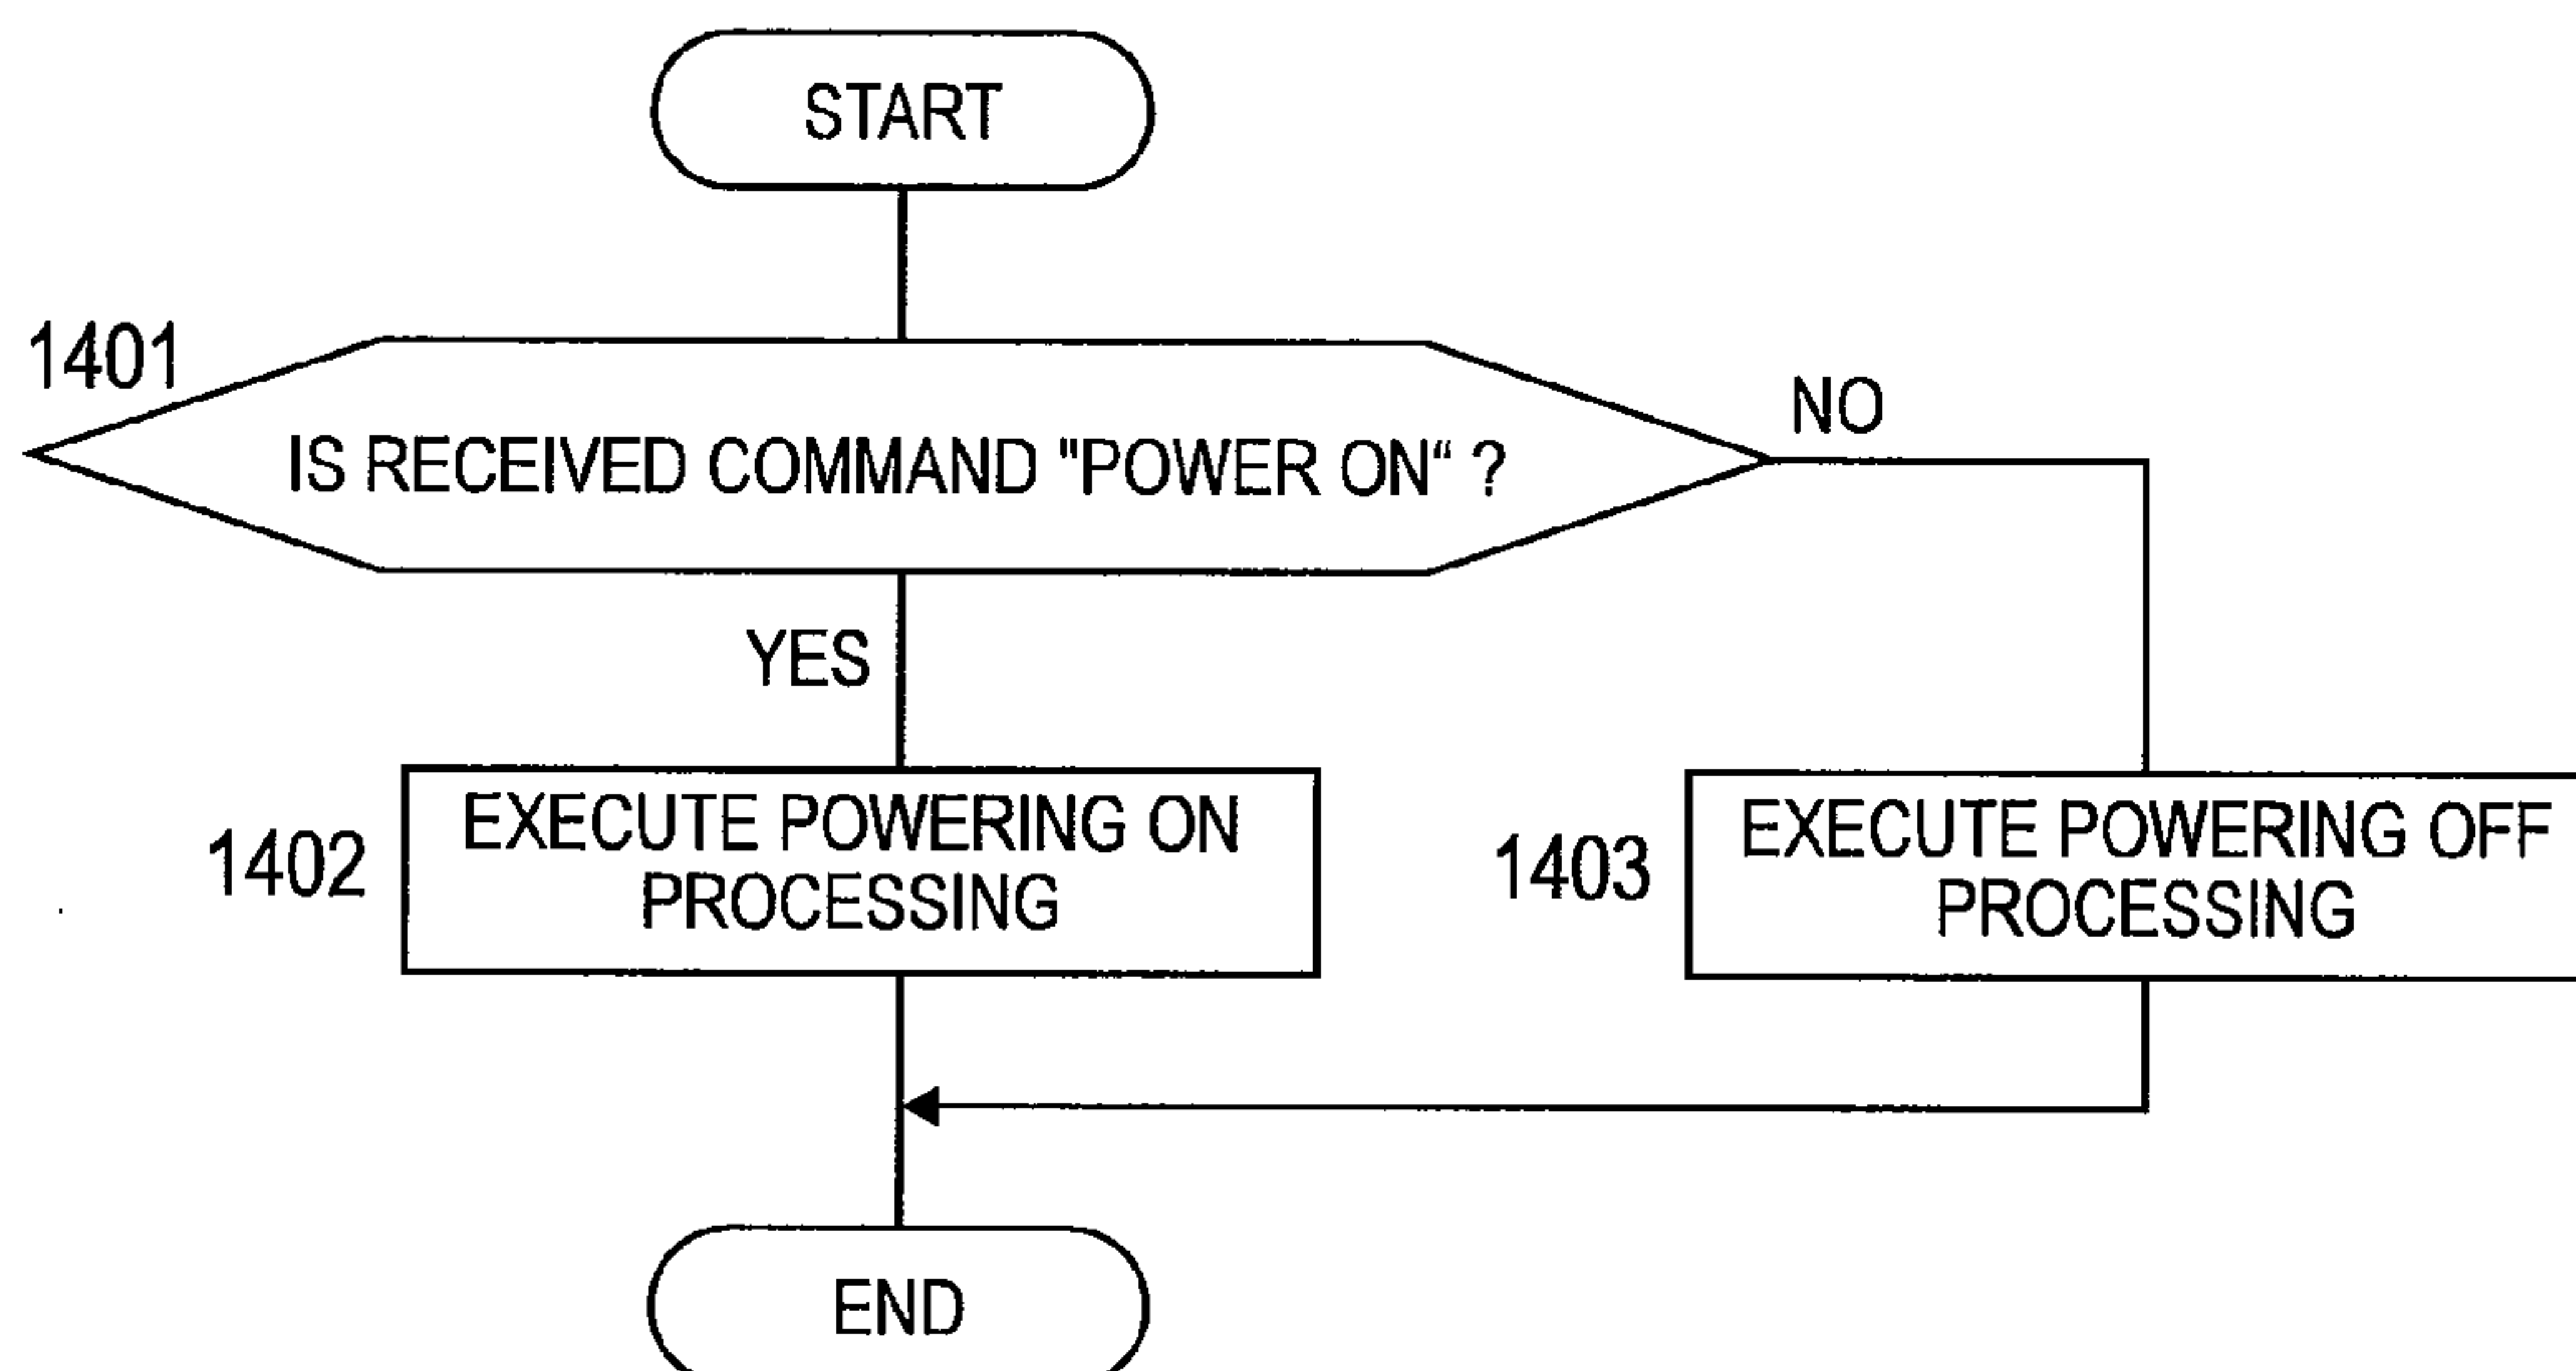 START
1401
IS RECEIVED COMMAND "POWER ON“ ?
NO
YES
1402
EXECUTE POWERING ON
PROCESSING
1403
EXECUTE POWERING OFF
PROCESSING
END